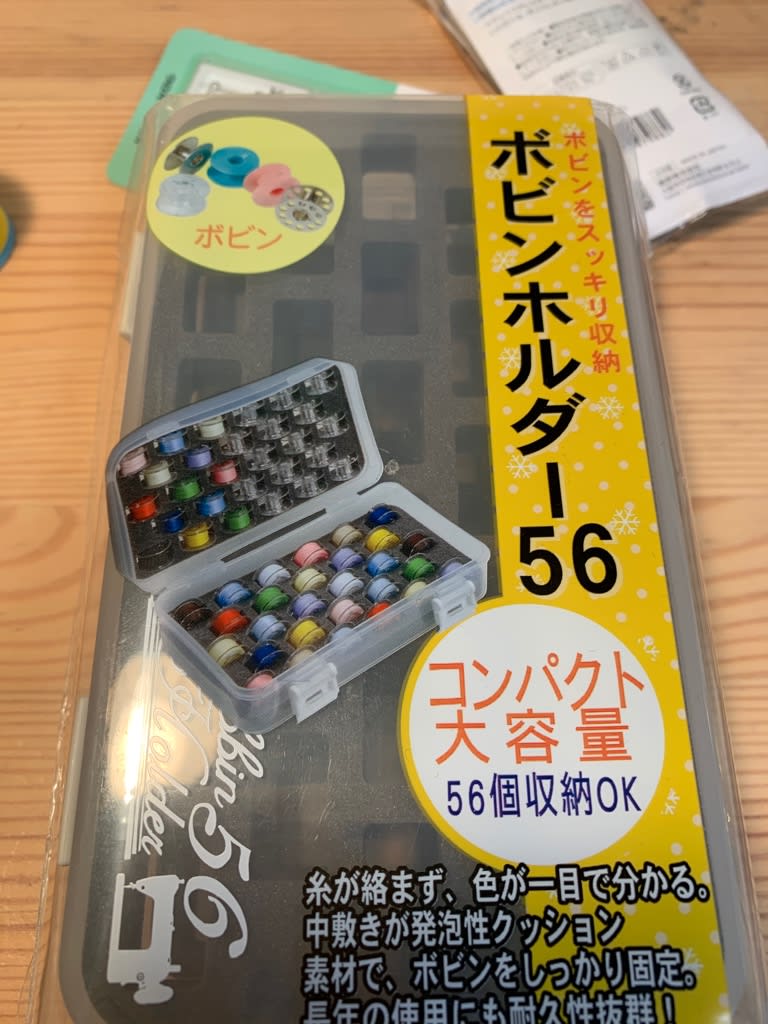 ボビンをスッキリ収納
ボビンホルダー56
ボビン
コンパクト
大容量
56個収納OK
Bobbin 56
Holder
糸が絡まず、色が一目で分かる。
中敷きが発泡性クッション
素材で、ボビンをしっかり固定。
長年の使用にも耐久性抜群！